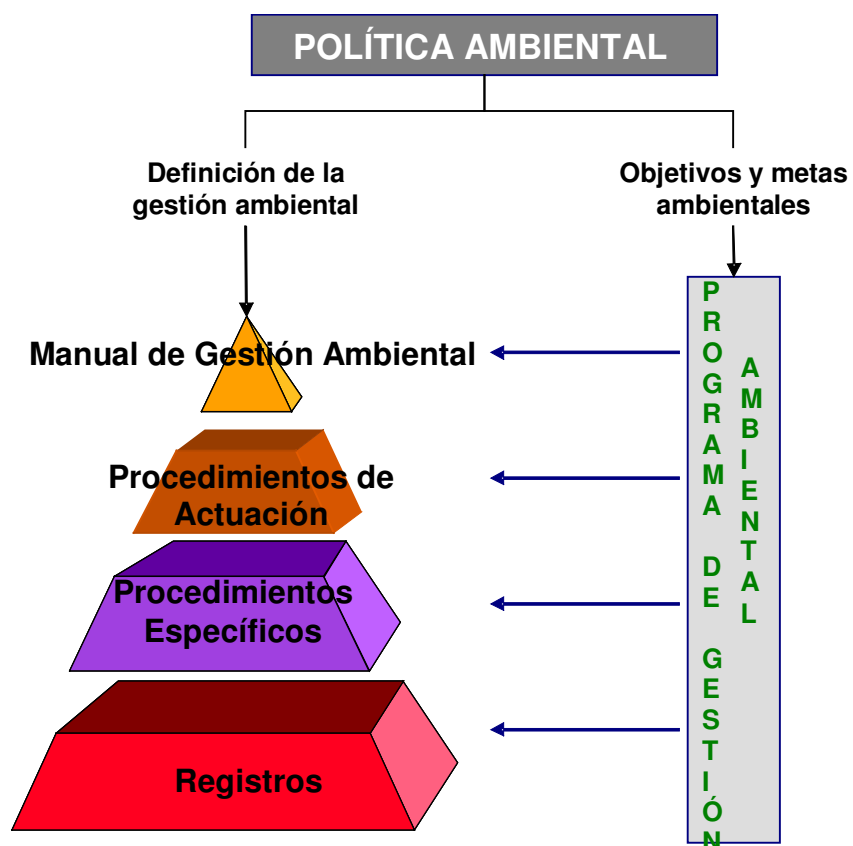 POLÍTICA AMBIENTAL
Definición de la
gestión ambiental
Objetivos y metas
ambientales
Manual de Gestión Ambiental
Procedimientos de
Actuación
Procedimientos
Específicos
Registros
PROGRAMA DE GESTIÓN
AMBIENTAL